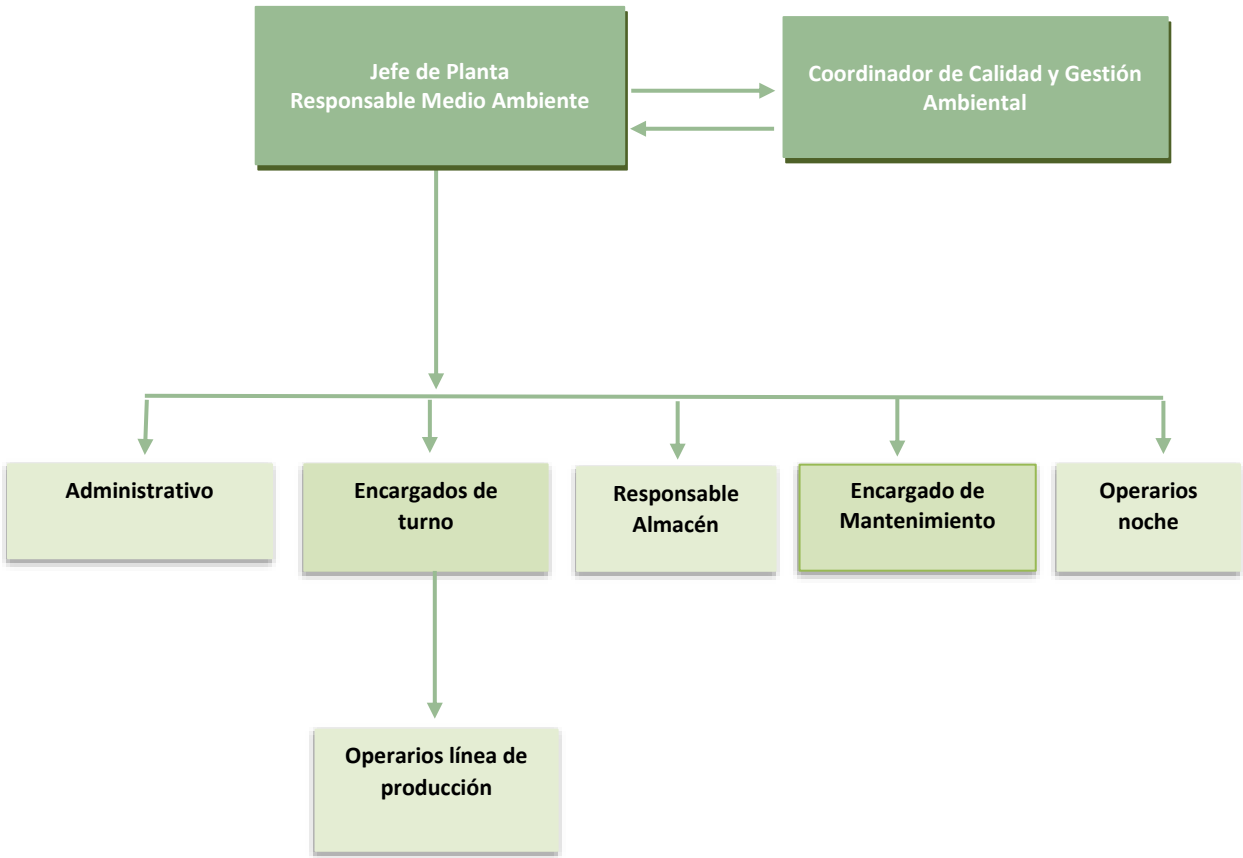 Jefe de Planta
Responsable Medio Ambiente
Coordinador de Calidad y Gestión
Ambiental
Administrativo
Encargados de
turno
Responsable
Almacén
Encargado de
Mantenimiento
Operarios
noche
Operarios línea de
producción